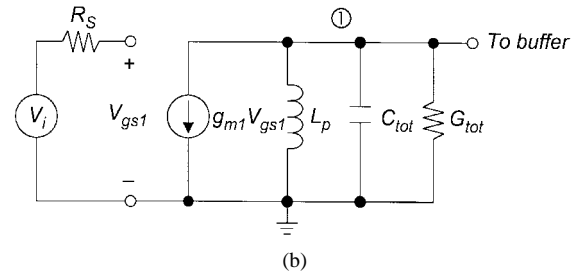 ①
R_S
To buffer
+
V_i
V_gs1
g_m1V_gs1
L_p
C_tot
G_tot
−
(b)